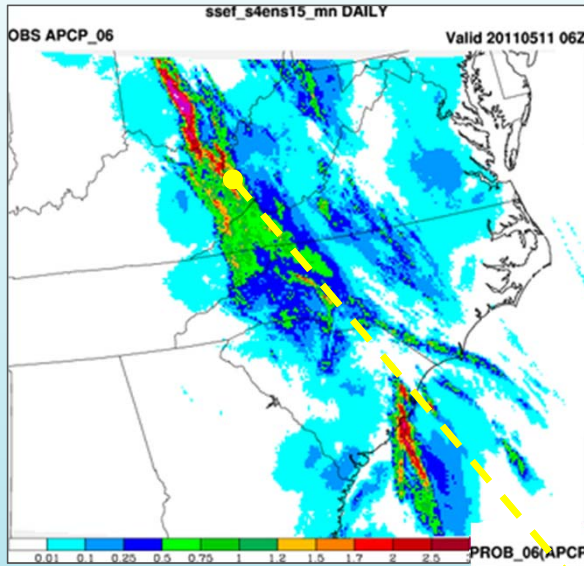 ssef_s4ens15_mn DAILY
OBS APCP_06
Valid 20110511 06Z
0.01 0.1 0.25 0.5 0.75 1 1.2 1.5 1.7 2 2.5
PROB_06(APCP